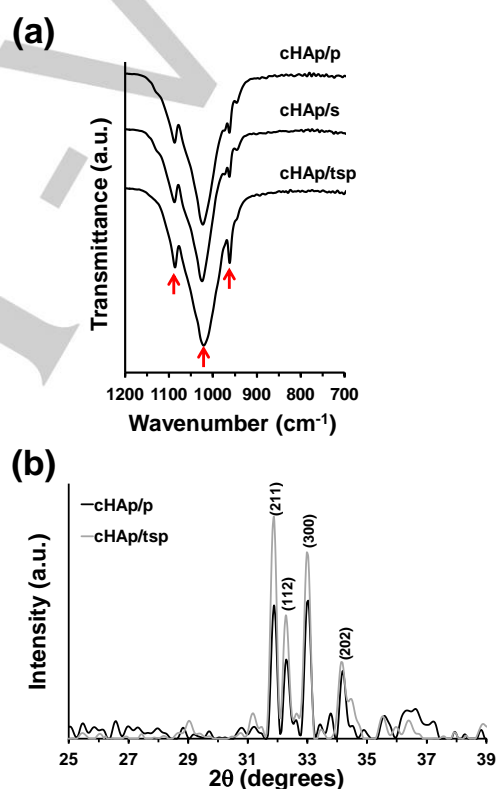 (a)
cHAp/p
cHAp/s
cHAp/tsp
Transmittance (a.u.)
1200 1100 1000 900 800 700
Wavenumber (cm⁻¹)
(b)
cHAp/p
cHAp/tsp
(211)
(112)
(300)
(202)
Intensity (a.u.)
25 27 29 31 33 35 37 39
2θ (degrees)